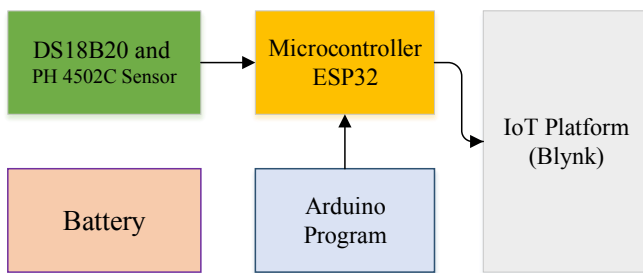 DS18B20 and
PH 4502C Sensor
Microcontroller
ESP32
IoT Platform
(Blynk)
Battery
Arduino
Program